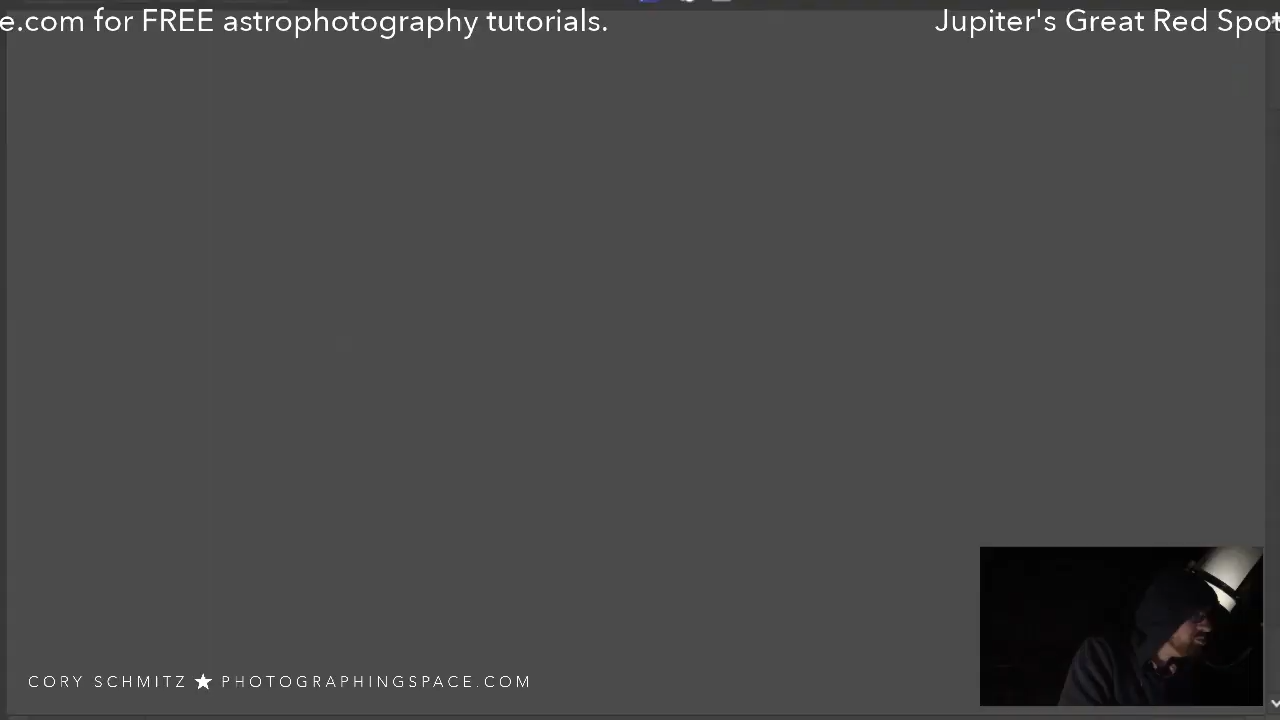 e.com for FREE astrophotography tutorials. Jupiter's Great Red Spot
CORY SCHMITZ ★ PHOTOGRAPHINGSPACE.COM